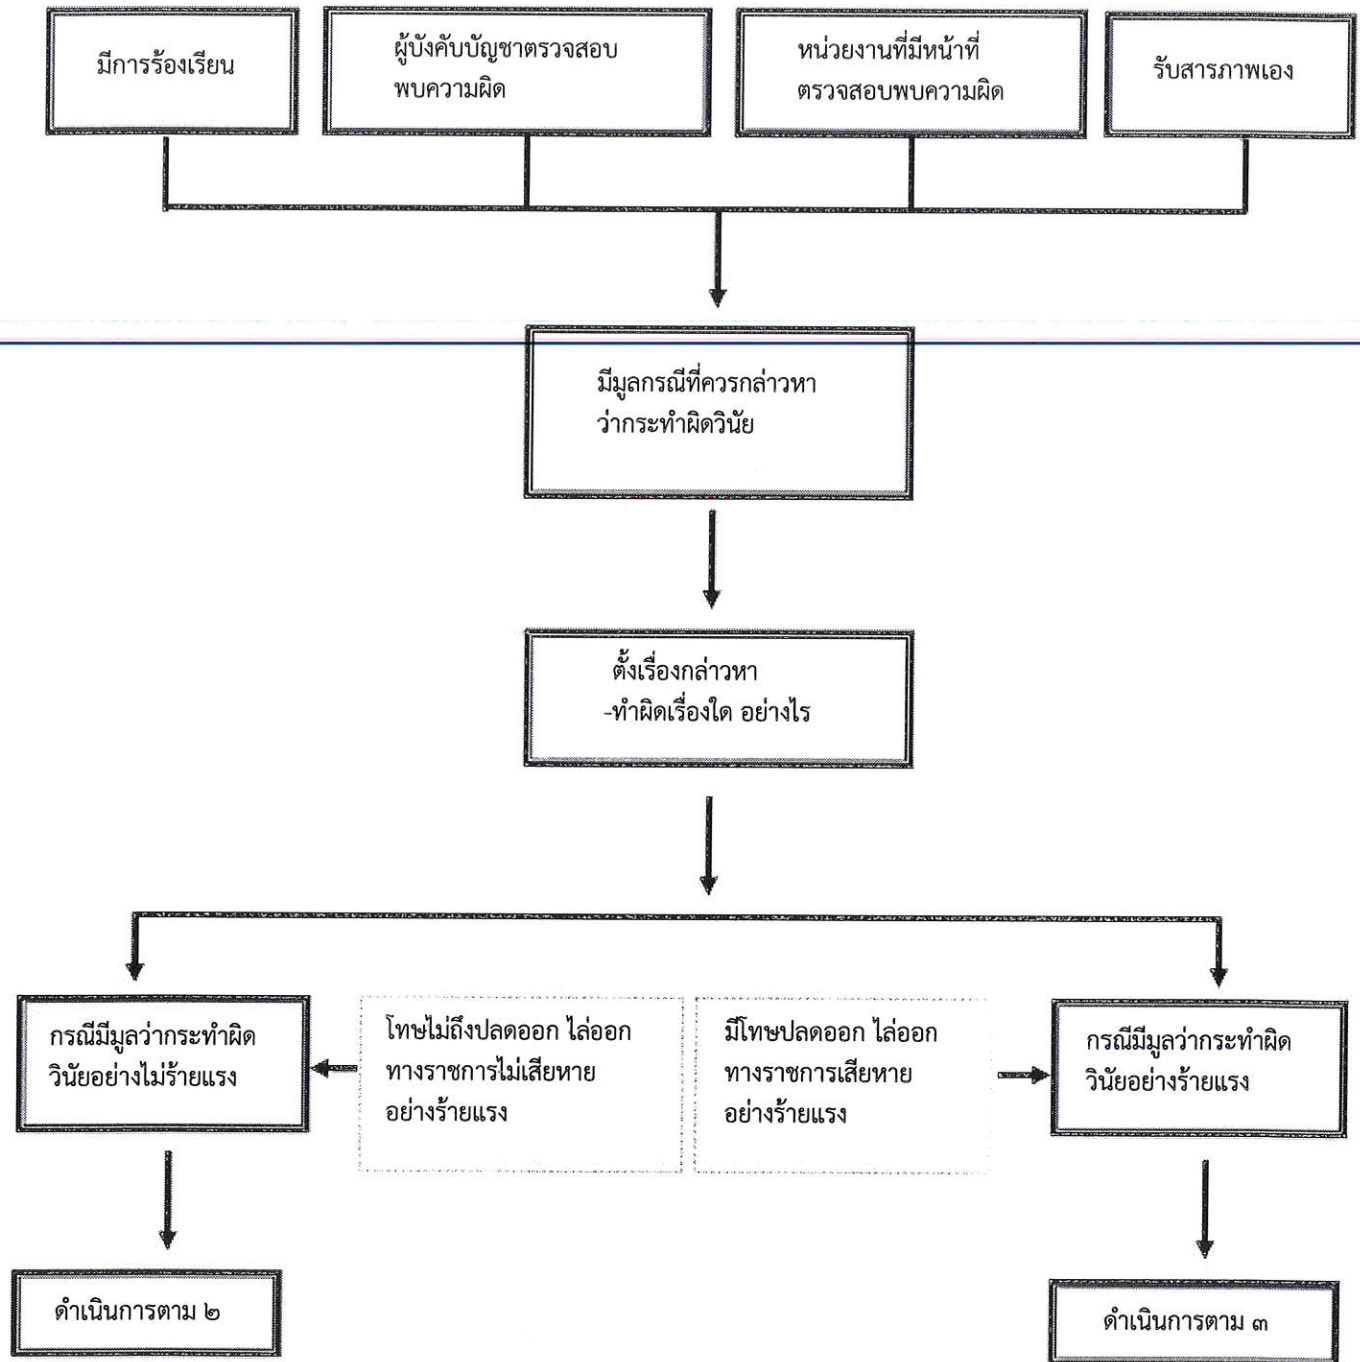 มีการร้องเรียน
ผู้บังคับบัญชาตรวจสอบ
พบความผิด
หน่วยงานที่มีหน้าที่
ตรวจสอบพบความผิด
รับสารภาพเอง
มีมูลกรณีที่ควรกล่าวหา
ว่ากระทำผิดวินัย
ตั้งเรื่องกล่าวหา
-ทำผิดเรื่องใด อย่างไร
กรณีมีมูลว่ากระทำผิด
วินัยอย่างไม่ร้ายแรง
โทษไม่ถึงปลดออก ไล่ออก
ทางราชการไม่เสียหาย
อย่างร้ายแรง
มีโทษปลดออก ไล่ออก
ทางราชการเสียหาย
อย่างร้ายแรง
กรณีมีมูลว่ากระทำผิด
วินัยอย่างร้ายแรง
ดำเนินการตาม ๒
ดำเนินการตาม ๓